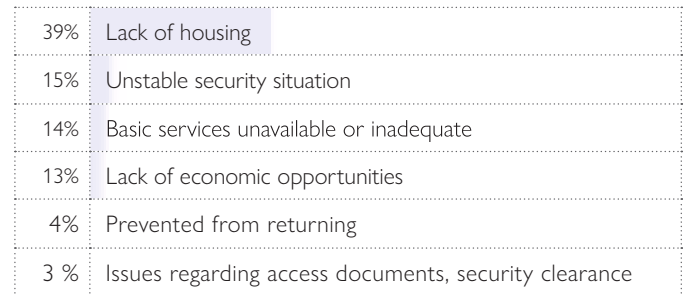 39% Lack of housing
15% Unstable security situation
14% Basic services unavailable or inadequate
13% Lack of economic opportunities
4% Prevented from returning
3 % Issues regarding access documents, security clearance